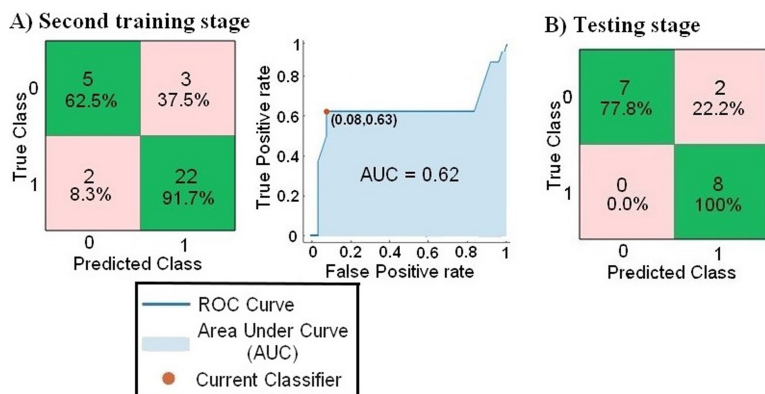 A) Second training stage
True Class
0
1
5
62.5%
3
37.5%
2
8.3%
22
91.7%
0
1
Predicted Class
True Positive rate
1
0.8
0.6
0.4
0.2
0
(0.08,0.63)
AUC = 0.62
0
0.2
0.4
0.6
0.8
1
False Positive rate
B) Testing stage
True Class
0
1
7
77.8%
2
22.2%
0
0.0%
8
100%
0
1
Predicted Class
ROC Curve
Area Under Curve
(AUC)
Current Classifier